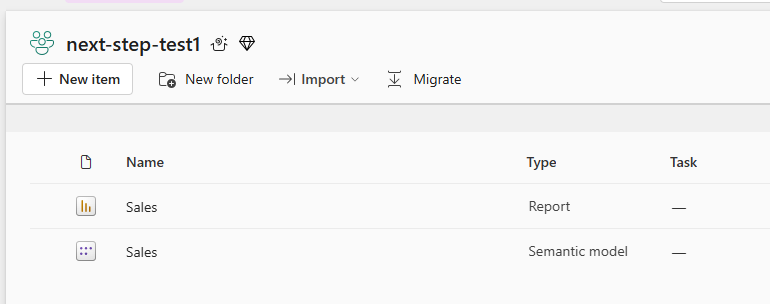 next-step-test1
New item New folder Import Migrate
Name Type Task
Sales Report —
Sales Semantic model —